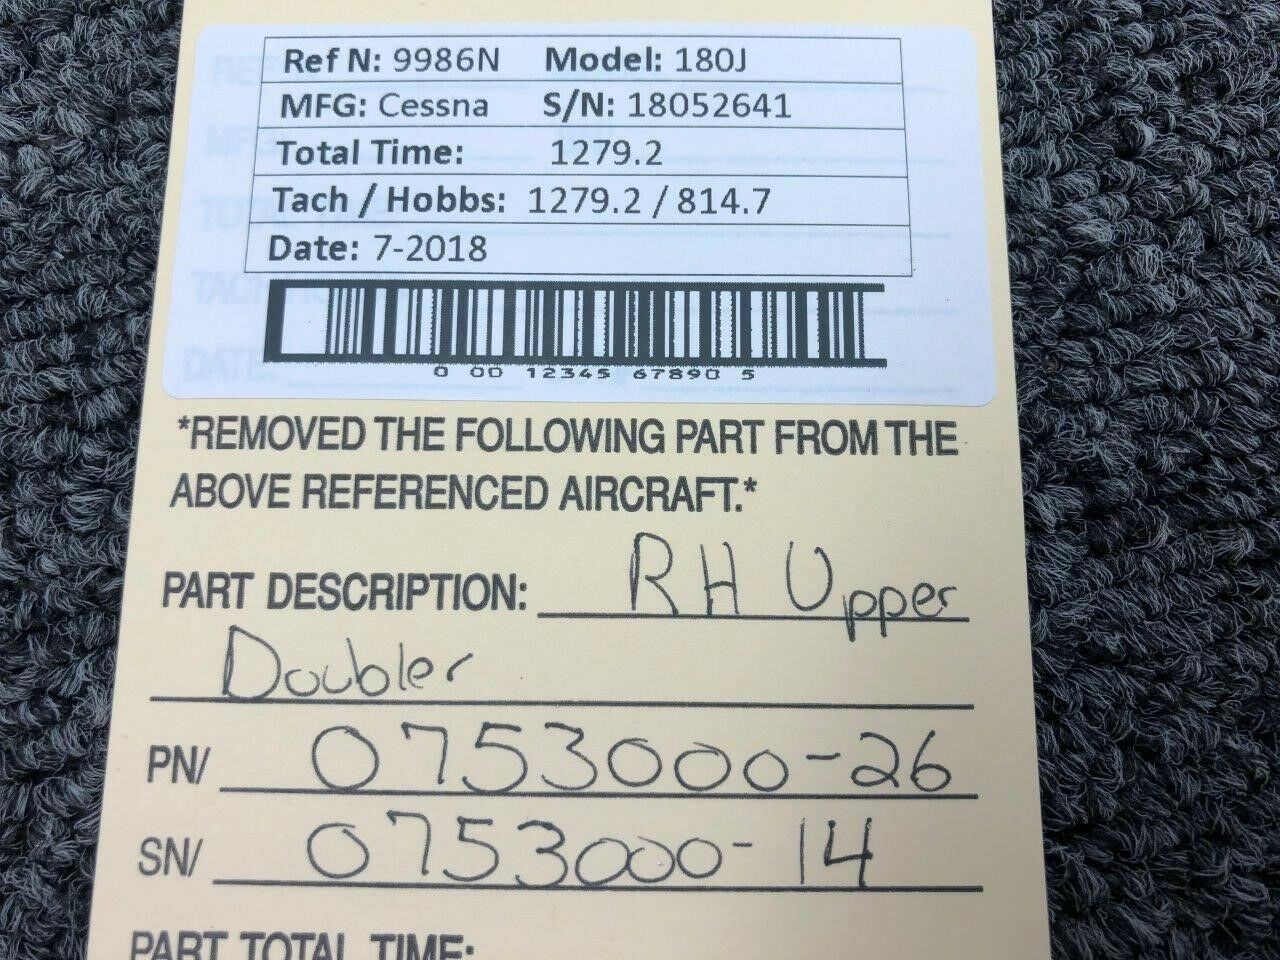 Ref N: 9986N Model: 180J
MFG: Cessna S/N: 18052641
Total Time: 1279.2
Tach / Hobbs: 1279.2 / 814.7
Date: 7-2018
0 00 12345 67890 5
*REMOVED THE FOLLOWING PART FROM THE
ABOVE REFERENCED AIRCRAFT.*
PART DESCRIPTION: RH Upper
Doubler
PN/ 0753000-26
SN/ 0753000-14
PART TOTAL TIME: